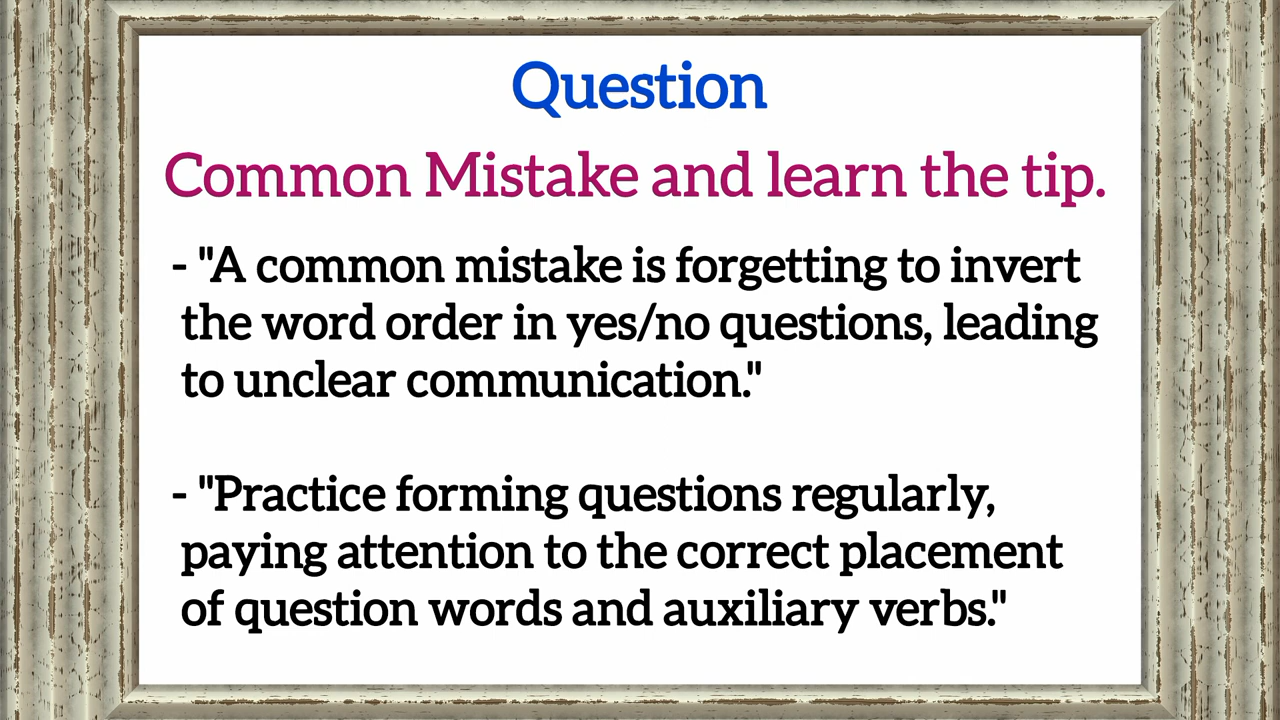 Question
Common Mistake and learn the tip.
- "A common mistake is forgetting to invert
the word order in yes/no questions, leading
to unclear communication."
- "Practice forming questions regularly,
paying attention to the correct placement
of question words and auxiliary verbs."